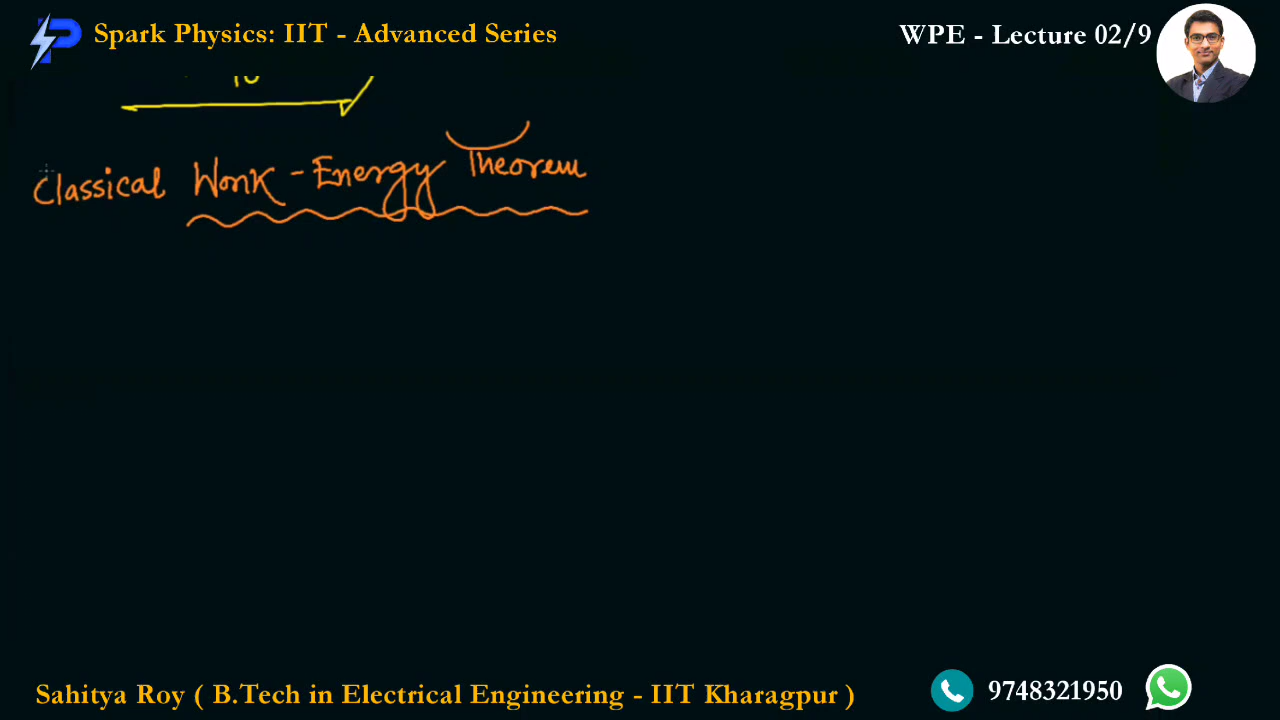 Spark Physics: IIT - Advanced Series
WPE - Lecture 02/9
Classical Work - Energy Theorem
Sahitya Roy ( B.Tech in Electrical Engineering - IIT Kharagpur )
9748321950